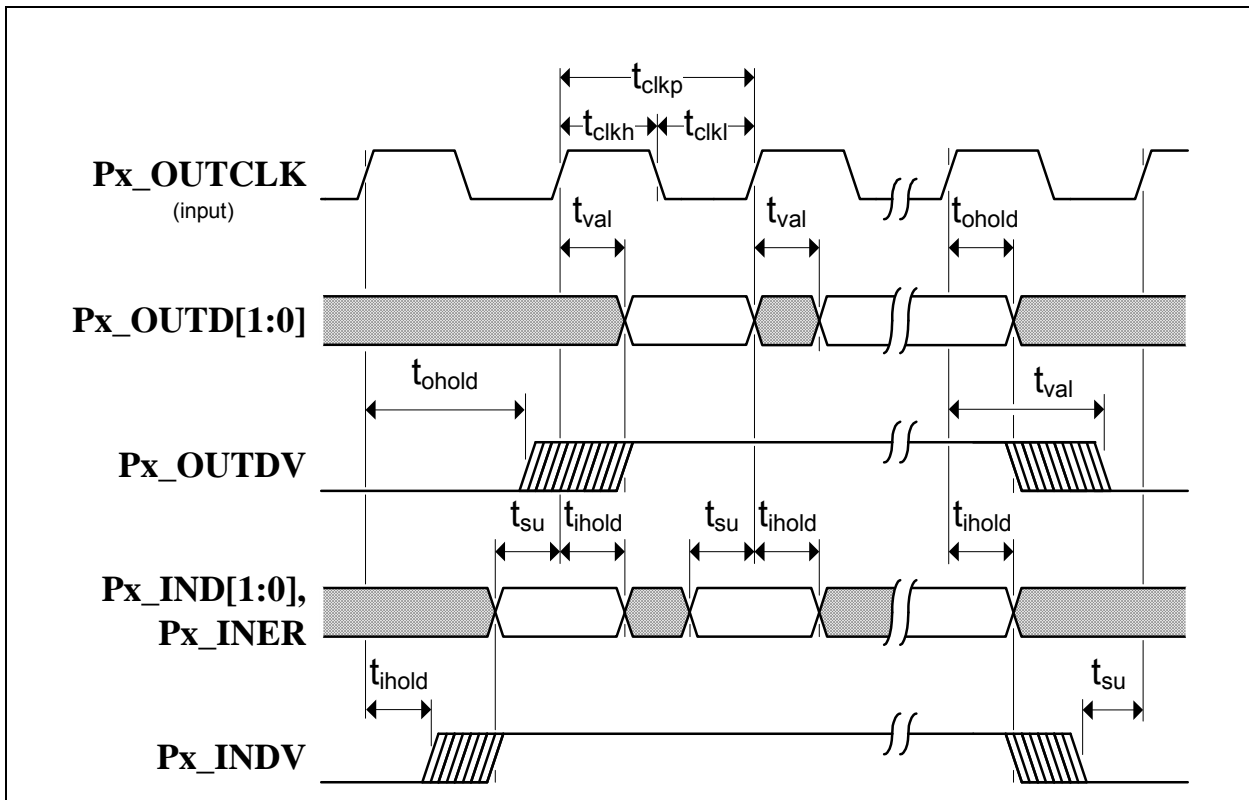 tclkp
tclkh tclkl
Px_OUTCLK
(input)
tval tval tohold
Px_OUTD[1:0]
tohold tval
Px_OUTDV
tsu tihold tsu tihold tihold
Px_IND[1:0],
Px_INER
tihold tsu
Px_INDV